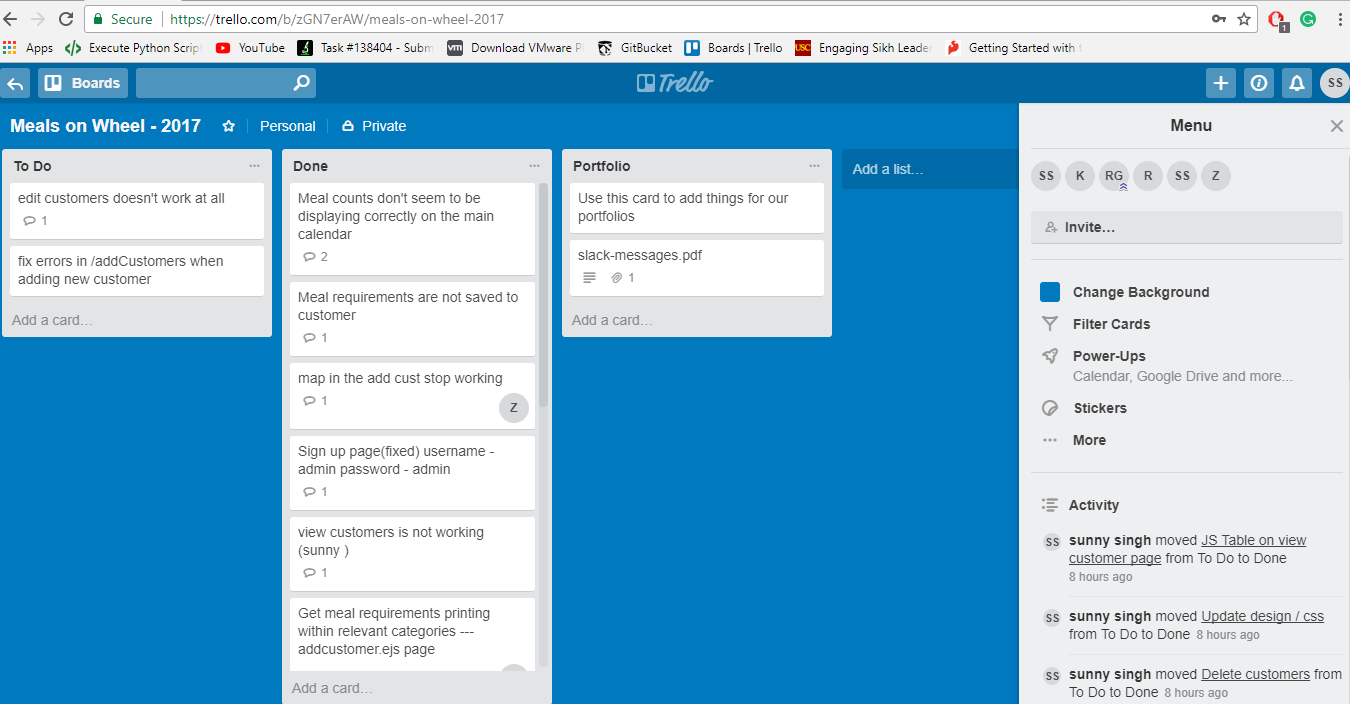 Secure https://trello.com/b/zGN7erAW/meals-on-wheel-2017
1
Apps Execute Python Script YouTube Task #138404 - Subm Download VMware P GitBucket Boards | Trello USC Engaging Sikh Leader Getting Started with
vm
Boards
Trello
SS
Meals on Wheel - 2017 Personal Private
To Do
edit customers doesn't work at all
1
fix errors in /addCustomers when
adding new customer
Add a card…
Done
Meal counts don't seem to be
displaying correctly on the main
calendar
2
Meal requirements are not saved to
customer
1
map in the add cust stop working
1
Z
Sign up page(fixed) username -
admin password - admin
1
view customers is not working
(sunny )
1
Get meal requirements printing
within relevant categories ---
addcustomer.ejs page
Add a card…
Portfolio
Use this card to add things for our
portfolios
slack-messages.pdf
1
Add a card…
Add a list…
Menu
SS K RG R SS Z
Invite…
Change Background
Filter Cards
Power-Ups
Calendar, Google Drive and more...
Stickers
More
Activity
SS sunny singh moved JS Table on view
customer page from To Do to Done
8 hours ago
SS sunny singh moved Update design / css
from To Do to Done 8 hours ago
SS sunny singh moved Delete customers from
To Do to Done 8 hours ago